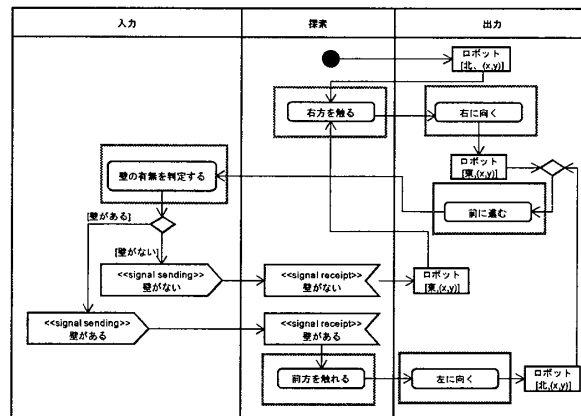 入力
探索
出力
ロボット
[北、(x,y)]
右方を触る
右に向く
壁の有無を判定する
ロボット
[東,(x,y)]
前に進む
[壁がある]
[壁がない]
<<signal sending>>
壁がない
<<signal receipt>>
壁がない
ロボット
[東,(x,y)]
<<signal sending>>
壁がある
<<signal receipt>>
壁がある
前方を触れる
左に向く
ロボット
[北,(x,y)]